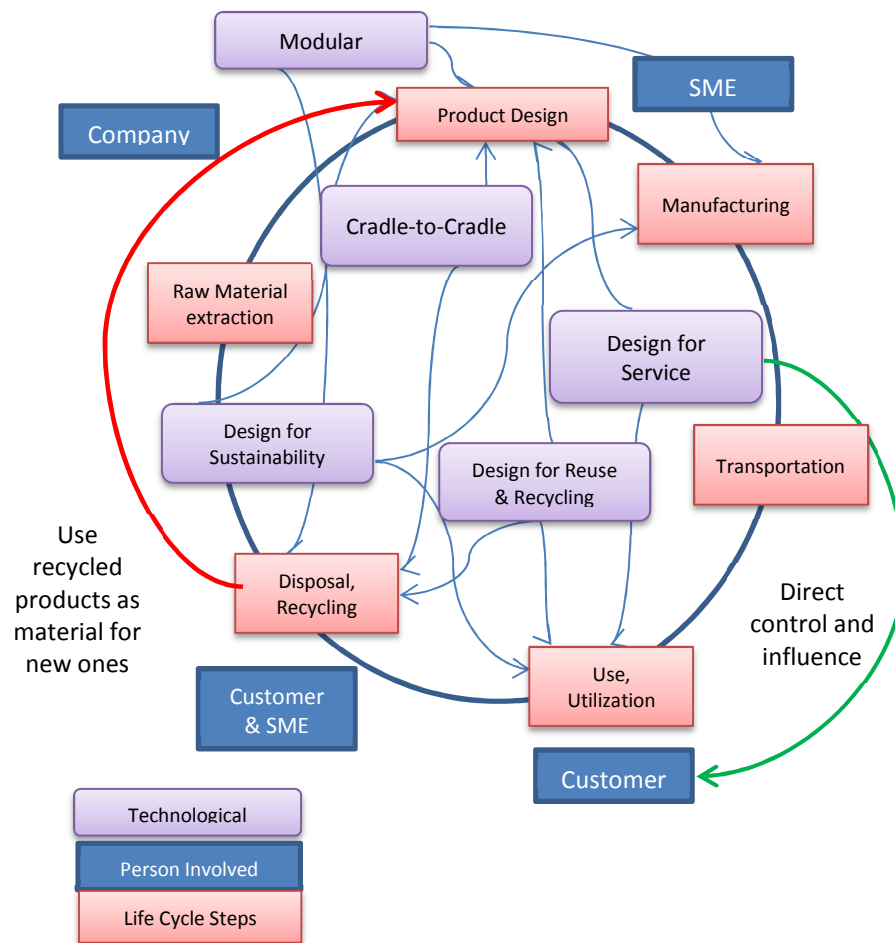 Modular
SME
Product Design
Company
Manufacturing
Cradle-to-Cradle
Raw Material
extraction
Design for
Service
Design for
Sustainability
Design for Reuse
& Recycling
Transportation
Use
recycled
products as
material for
new ones
Disposal,
Recycling
Direct
control and
influence
Use,
Utilization
Customer
& SME
Customer
Technological
Person Involved
Life Cycle Steps